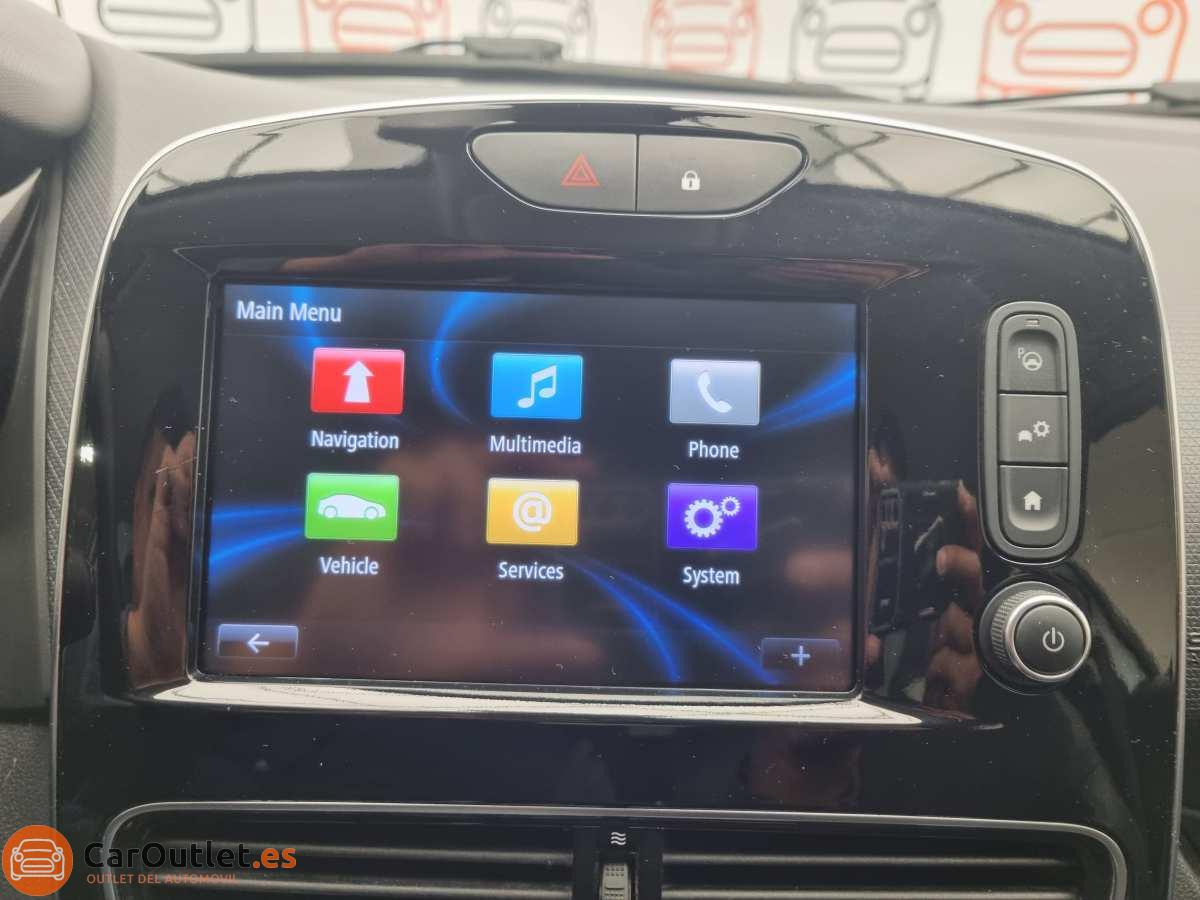 Main Menu
P
Navigation
Multimedia
Phone
@
Vehicle
Services
System
CarOutlet.es
OUTLET DEL AUTOMOVIL